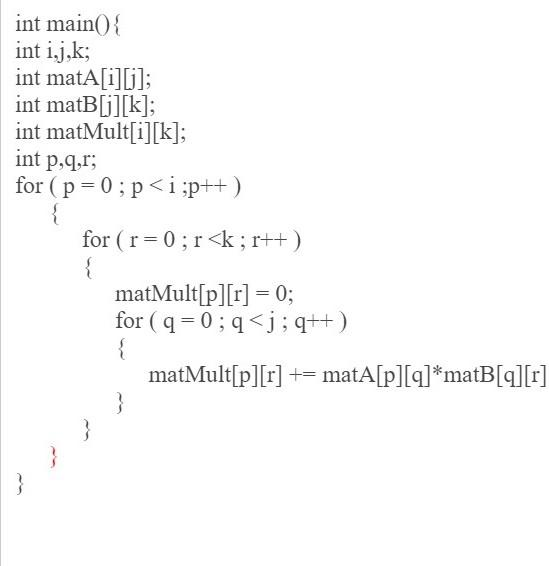 int main(){
int i,j,k;
int matA[i][j];
int matB[j][k];
int matMult[i][k];
int p,q,r;
for ( p = 0 ; p < i ;p++ )
{
for ( r = 0 ; r <k ; r++ )
{
matMult[p][r] = 0;
for ( q = 0 ; q < j ; q++ )
{
matMult[p][r] += matA[p][q]*matB[q][r]
}
}
}
}